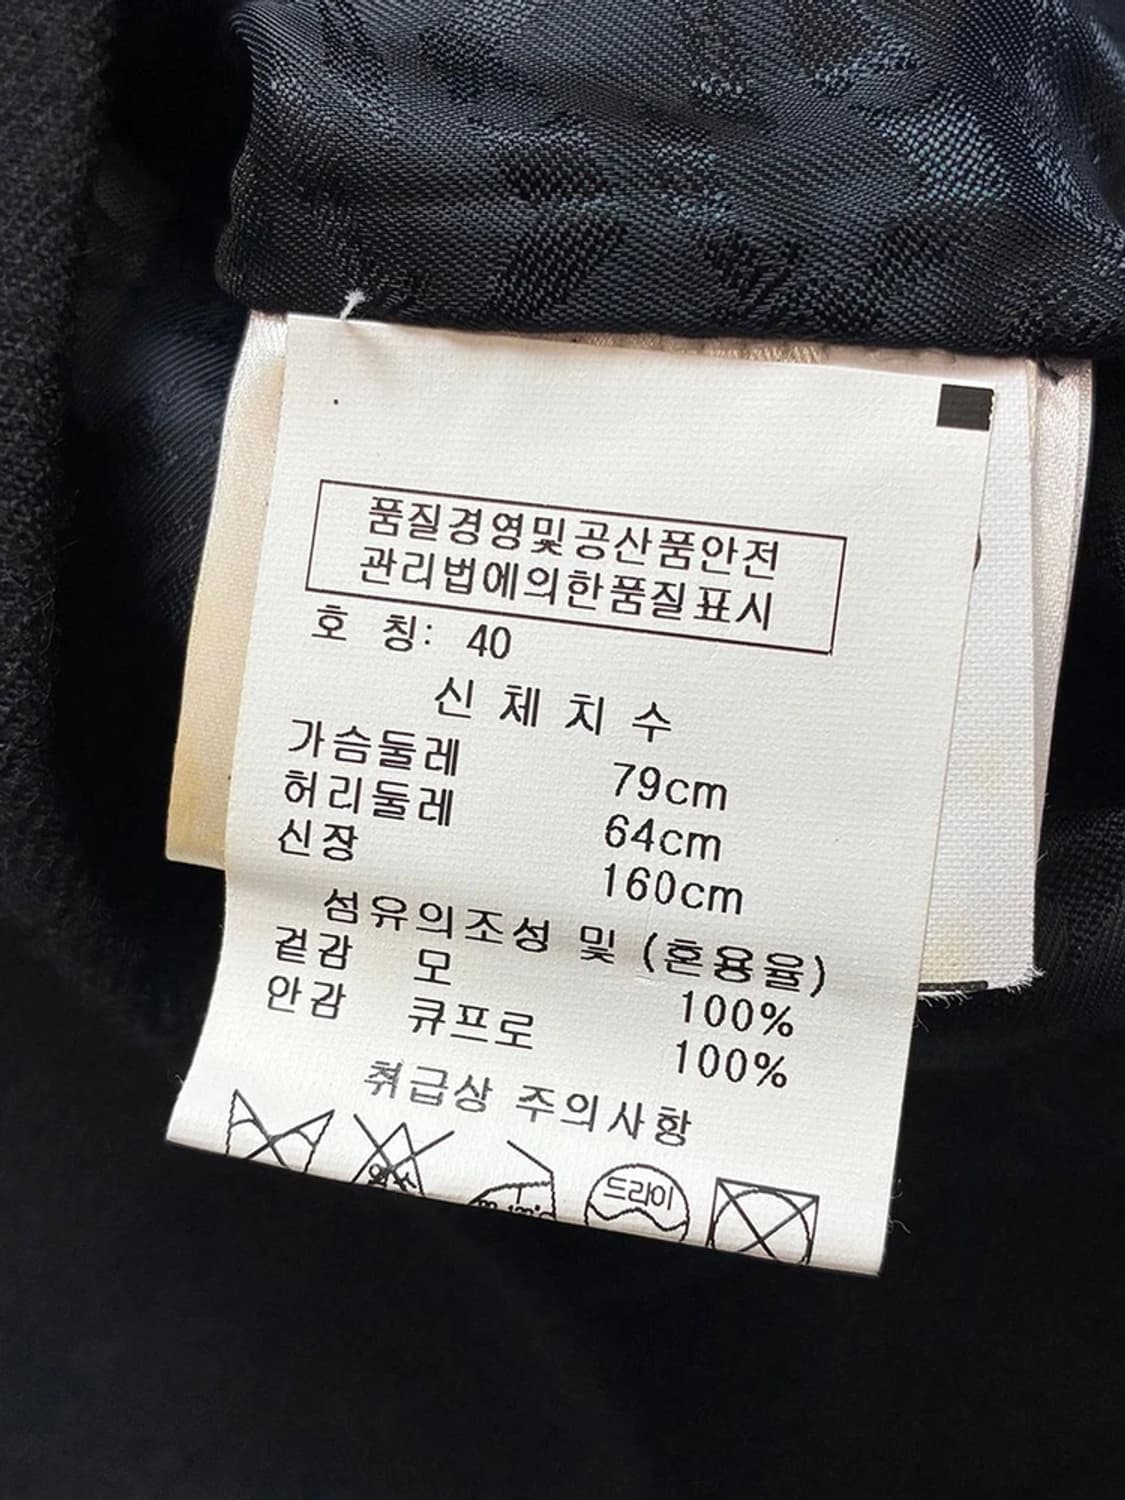 품질경영및공산품안전
관리법에의한품질표시
호 칭: 40
신 체 치 수
가슴둘레 79cm
허리둘레 64cm
신장 160cm
섬유의조성 및 (혼용율)
겉감 모 100%
안감 큐프로 100%
취급상 주의사항
드라이